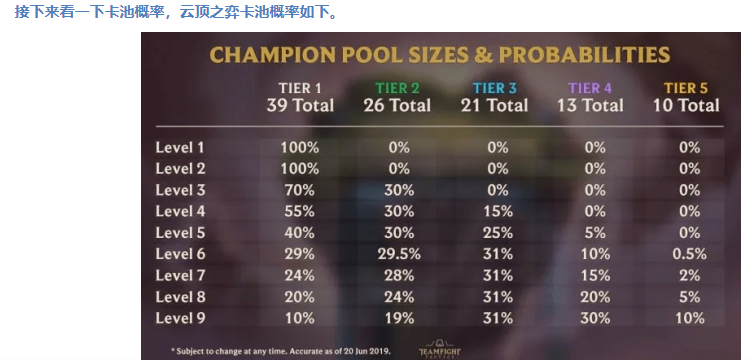 接下来看一下卡池概率，云顶之弈卡池概率如下。
CHAMPION POOL SIZES & PROBABILITIES
TIER 1 TIER 2 TIER 3 TIER 4 TIER 5
39 Total 26 Total 21 Total 13 Total 10 Total
Level 1 100% 0% 0% 0% 0%
Level 2 100% 0% 0% 0% 0%
Level 3 70% 30% 0% 0% 0%
Level 4 55% 30% 15% 0% 0%
Level 5 40% 30% 25% 5% 0%
Level 6 29% 29.5% 31% 10% 0.5%
Level 7 24% 28% 31% 15% 2%
Level 8 20% 24% 31% 20% 5%
Level 9 10% 19% 31% 30% 10%
* Subject to change at any time. Accurate as of 20 Jun 2019.
TEAMFIGHT
TACTICS